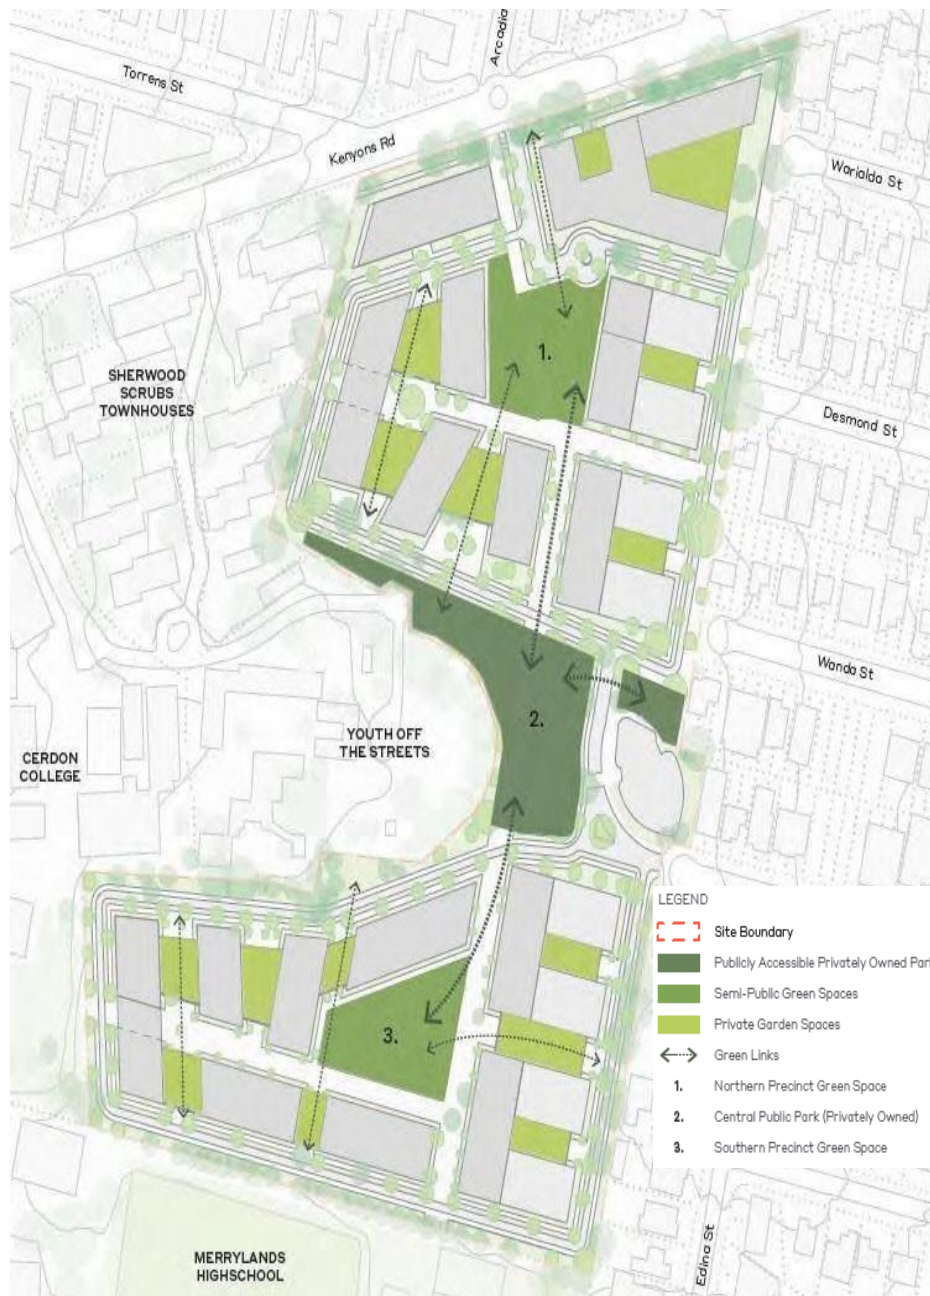 Arcadia
Torrens St
Kenyons Rd
Warialda St
1.
SHERWOOD
SCRUBS
TOWNHOUSES
Desmond St
Wanda St
2.
YOUTH OFF
THE STREETS
CERDON
COLLEGE
LEGEND
Site Boundary
Publicly Accessible Privately Owned Par
Semi-Public Green Spaces
Private Garden Spaces
3.
Green Links
1. Northern Precinct Green Space
2. Central Public Park (Privately Owned)
3. Southern Precinct Green Space
Edina St
MERRYLANDS
HIGHSCHOOL